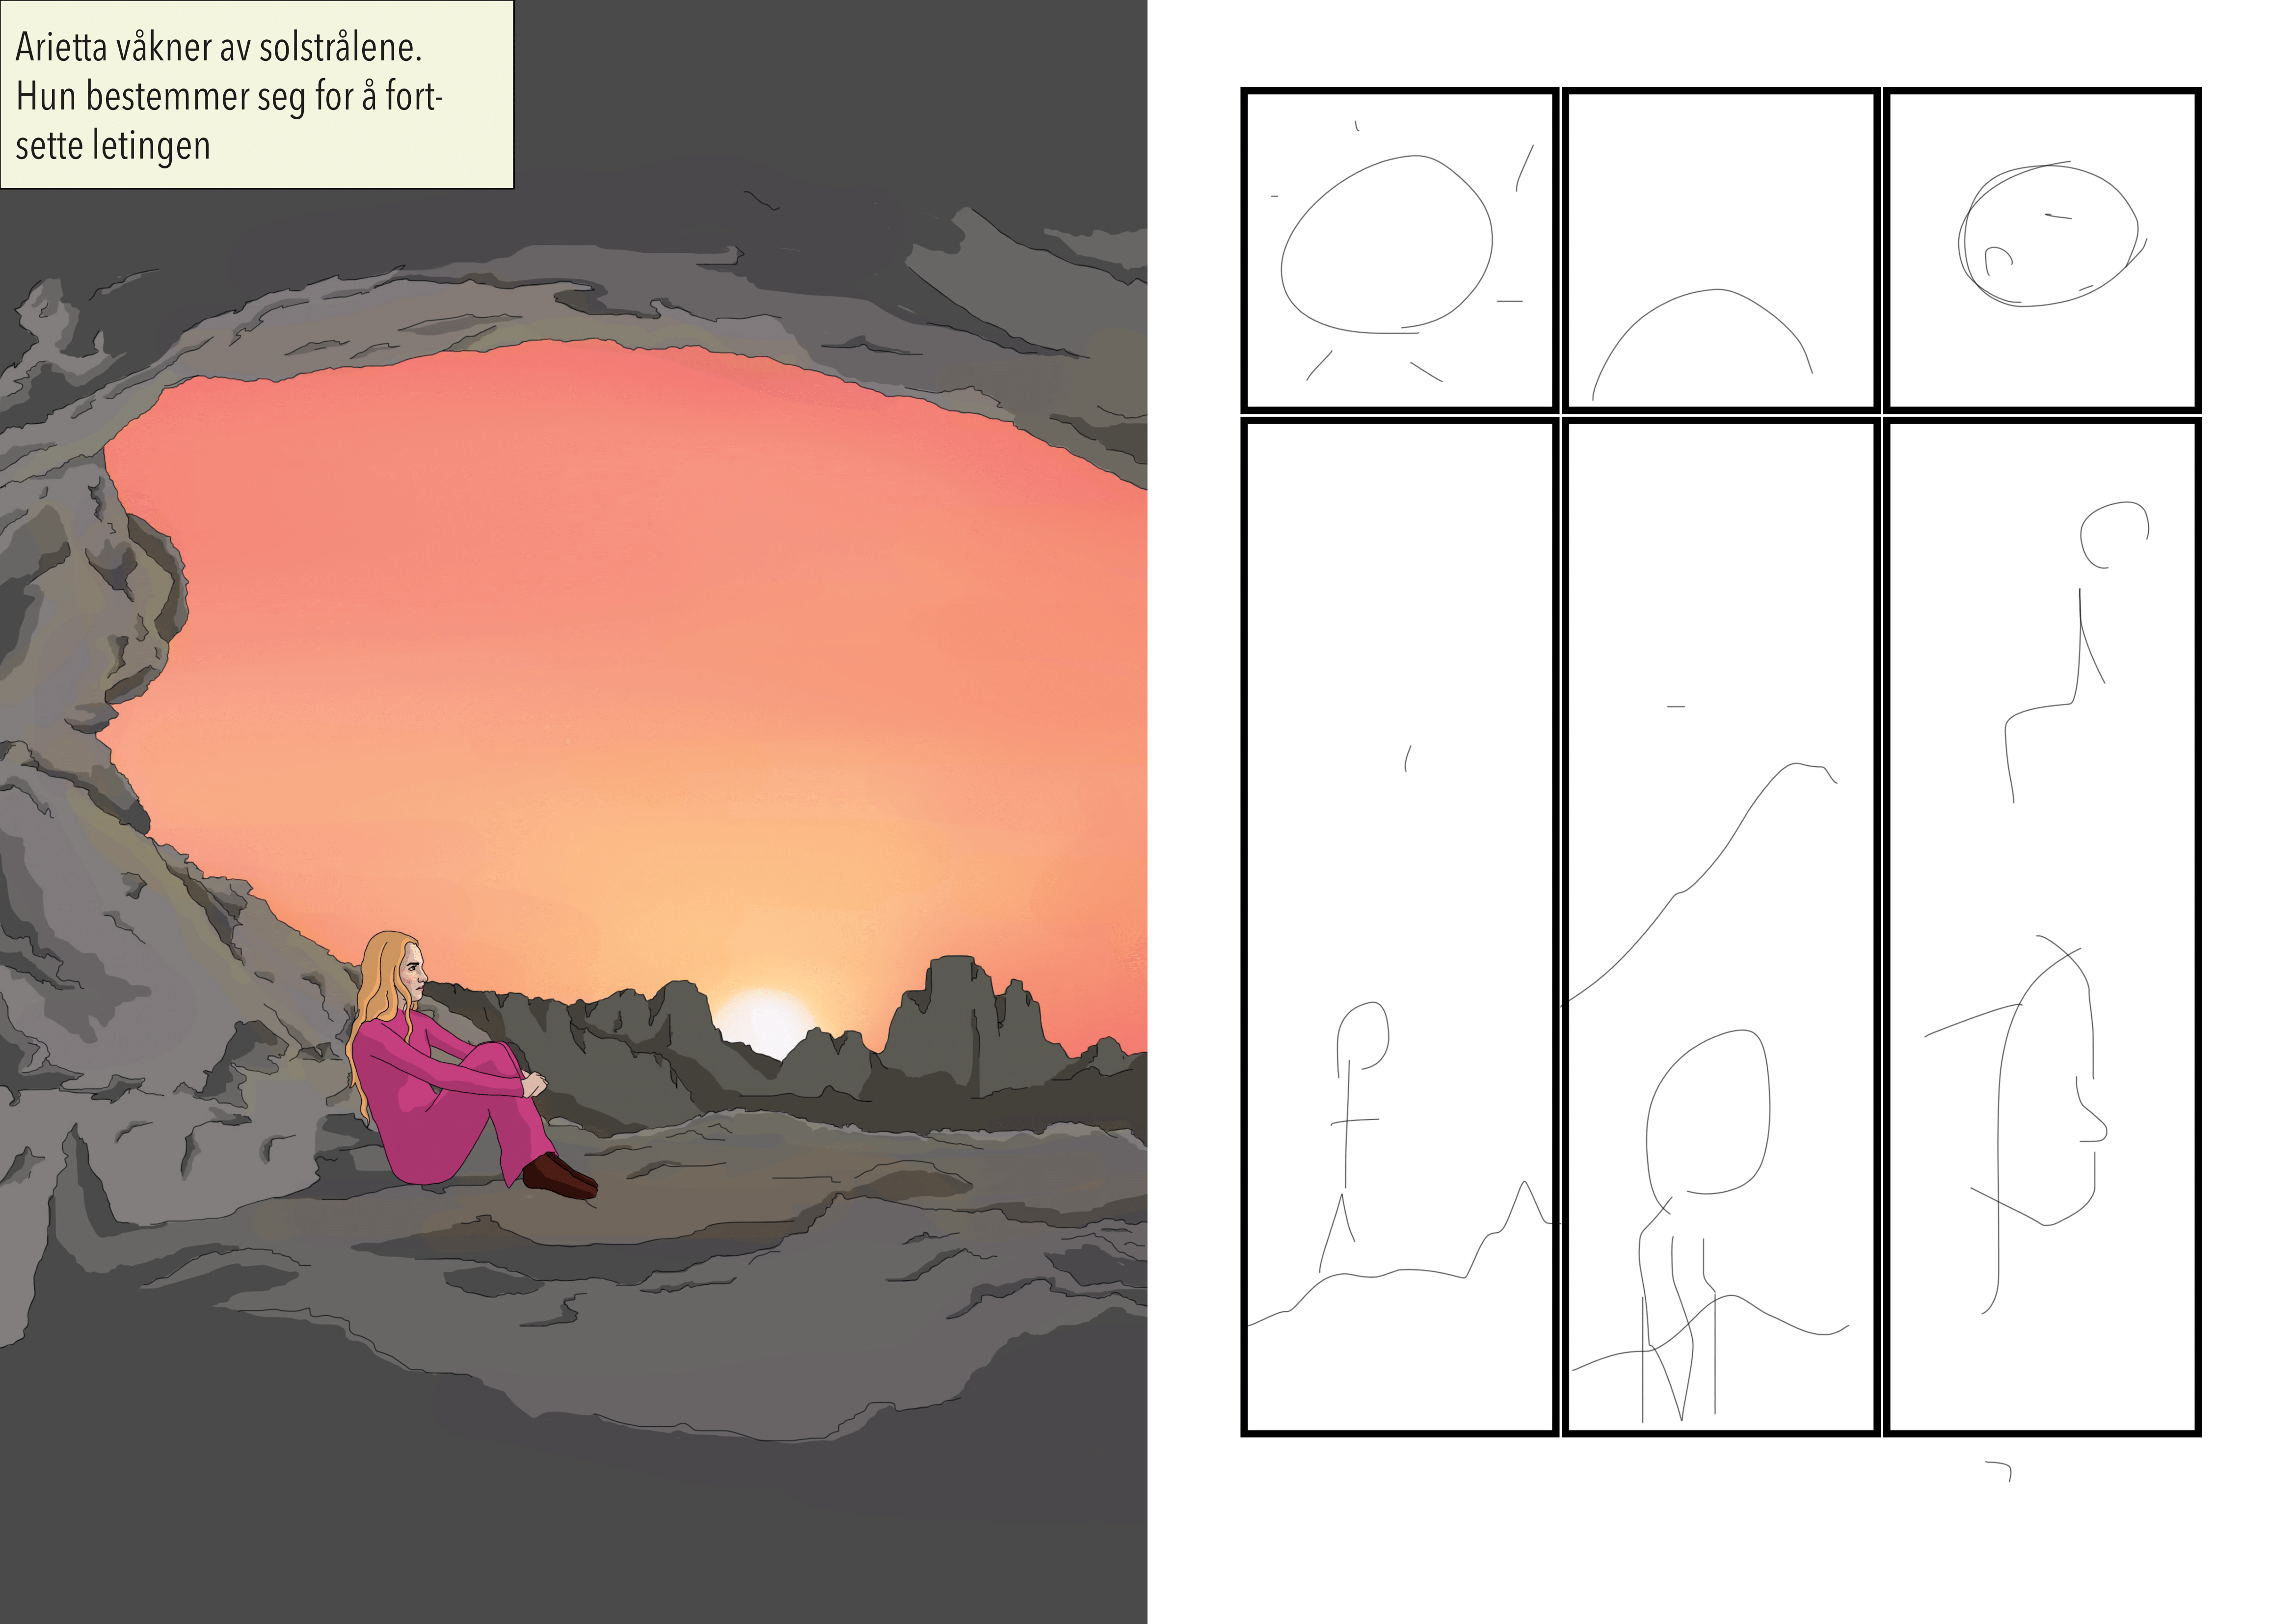 Arietta våkner av solstrålene.
Hun bestemmer seg for å fort-
sette letingen